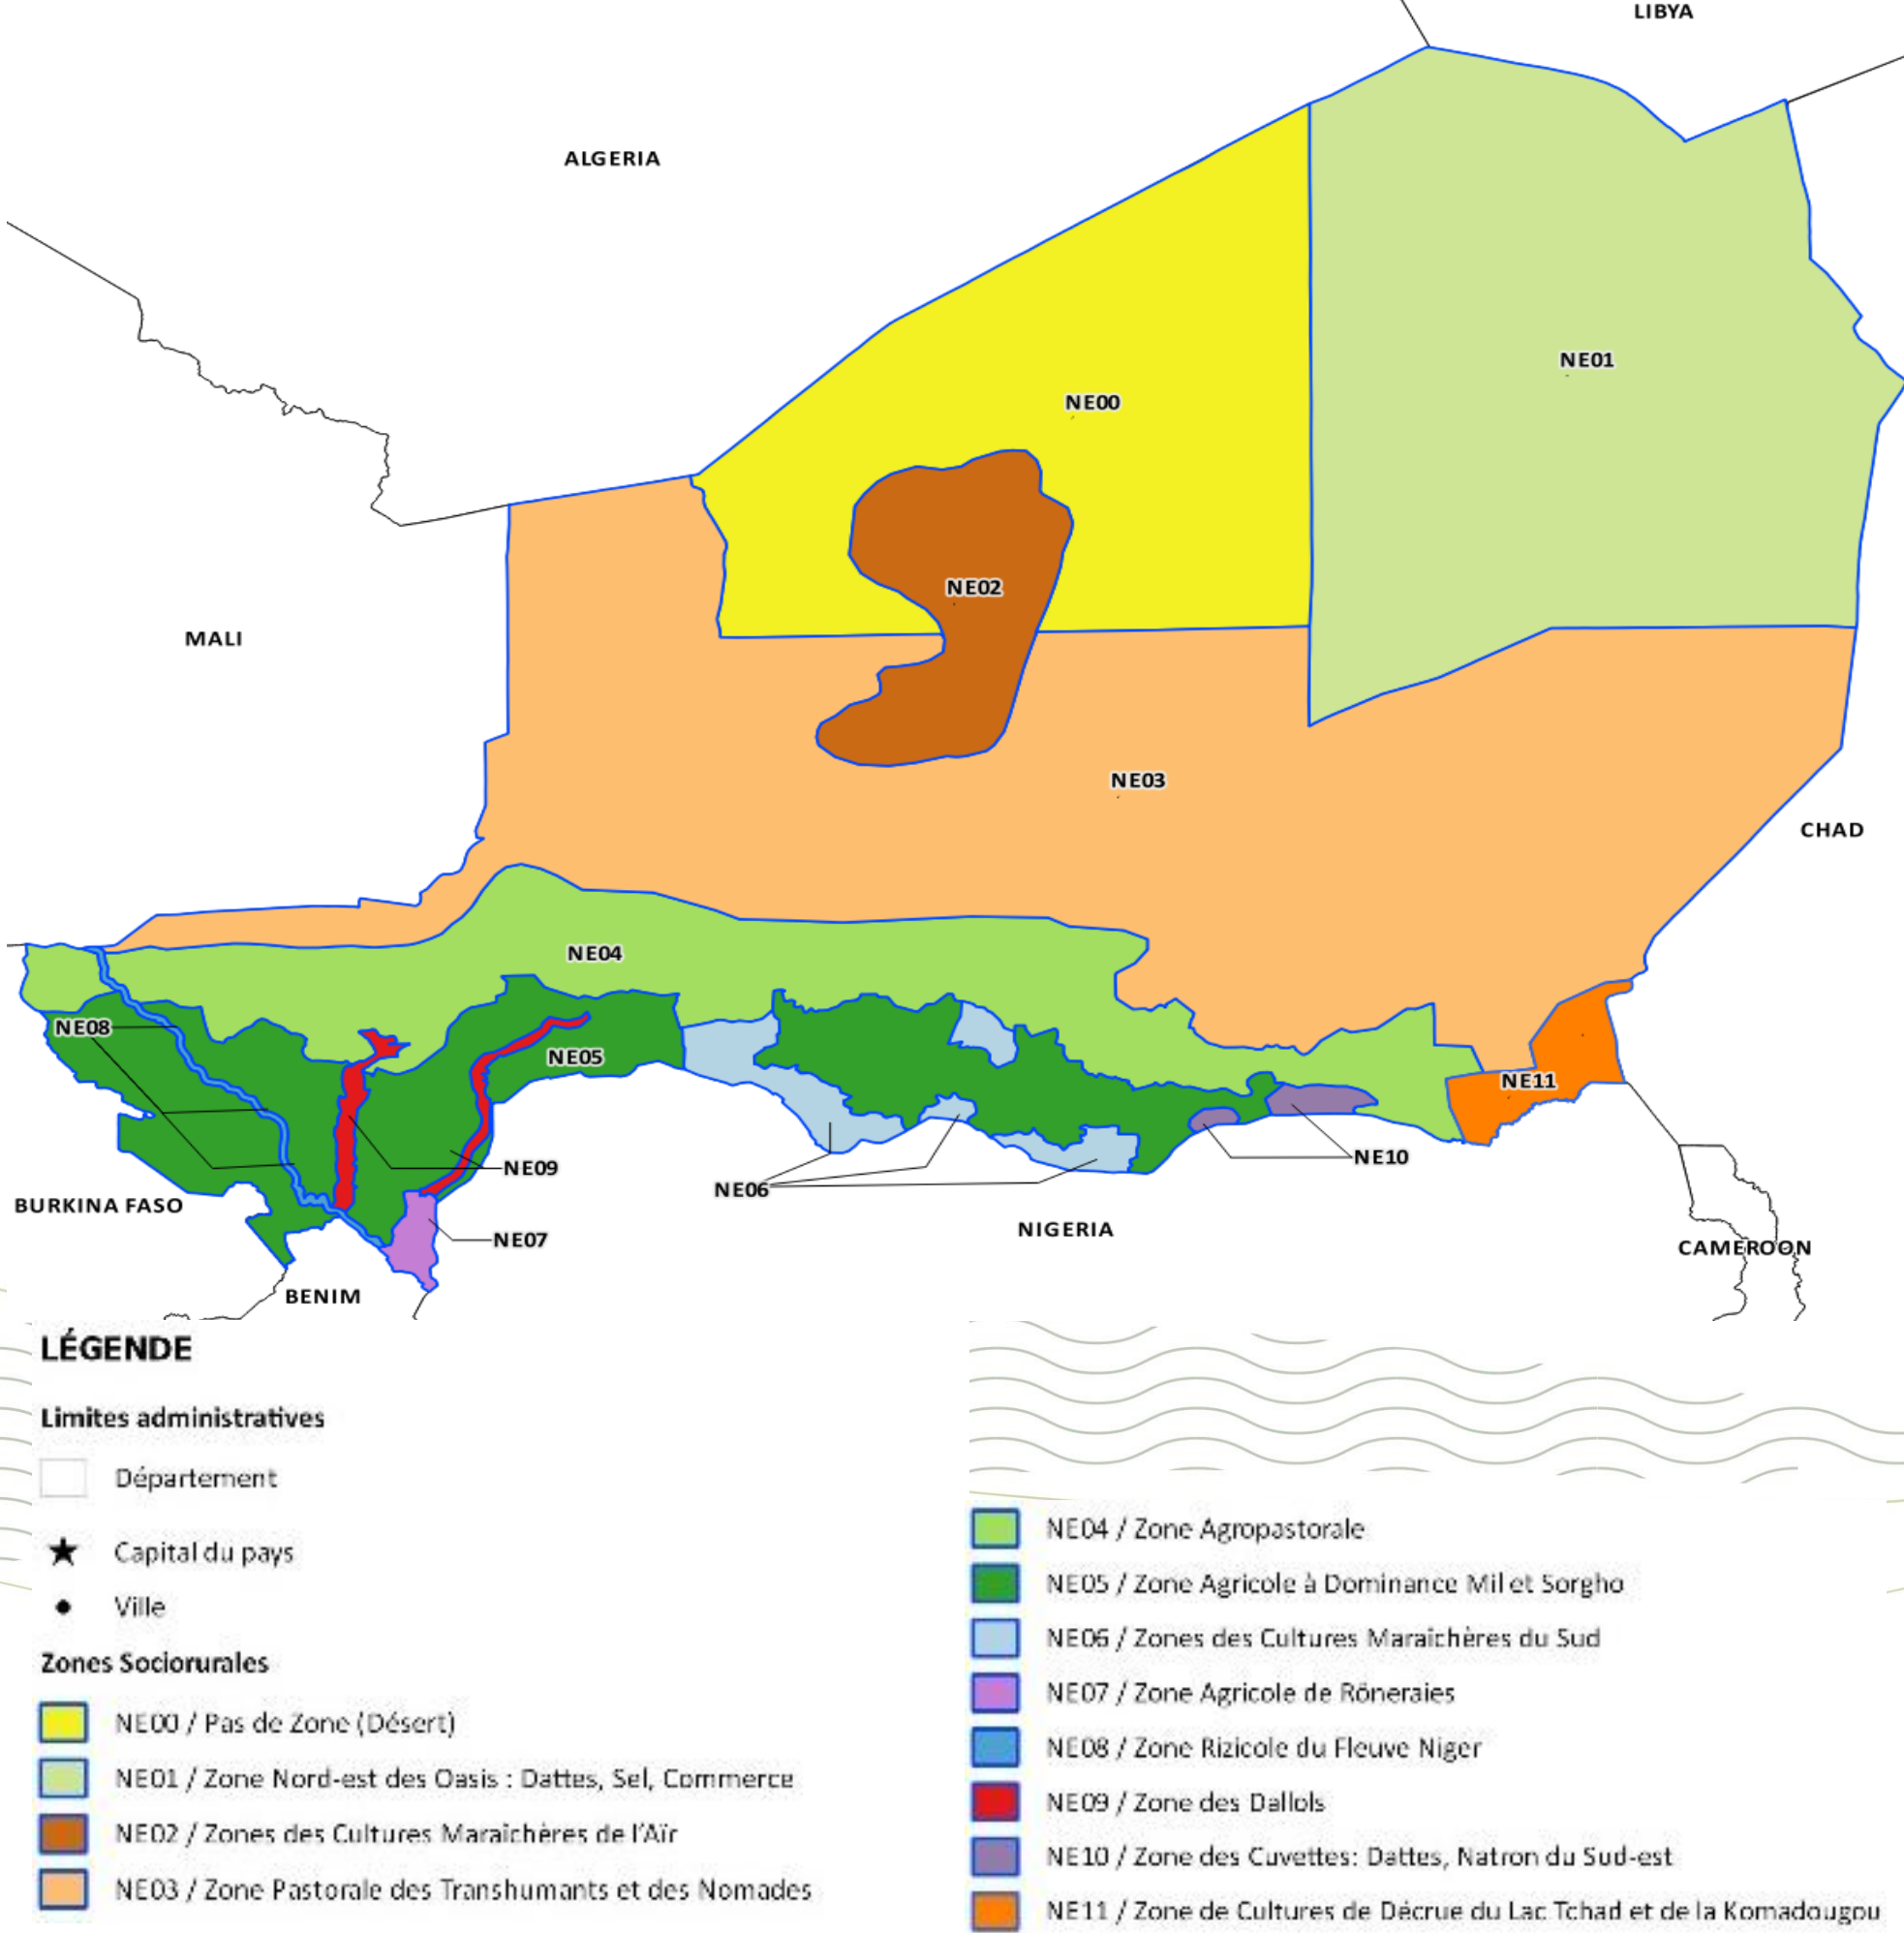 LIBYA
ALGERIA
NE01
NE00
NE02
MALI
NE03
CHAD
NE04
NE08
NE05
NE11
NE09
NE10
NE06
BURKINA FASO
NIGERIA
NE07
CAMEROON
BENIM
LÉGENDE
Limites administratives
Département
Capital du pays
Ville
Zones Sociorurales
NE00 / Pas de Zone (Désert)
NE01 / Zone Nord-est des Oasis : Dattes, Sel, Commerce
NE02 / Zones des Cultures Maraîchères de l'Aïr
NE03 / Zone Pastorale des Transhumants et des Nomades
NE04 / Zone Agropastorale
NE05 / Zone Agricole à Dominance Mil et Sorgho
NE06 / Zones des Cultures Maraîchères du Sud
NE07 / Zone Agricole de Rôneraies
NE08 / Zone Rizicole du Fleuve Niger
NE09 / Zone des Dallols
NE10 / Zone des Cuvettes: Dattes, Natron du Sud-est
NE11 / Zone de Cultures de Décrue du Lac Tchad et de la Komadougou